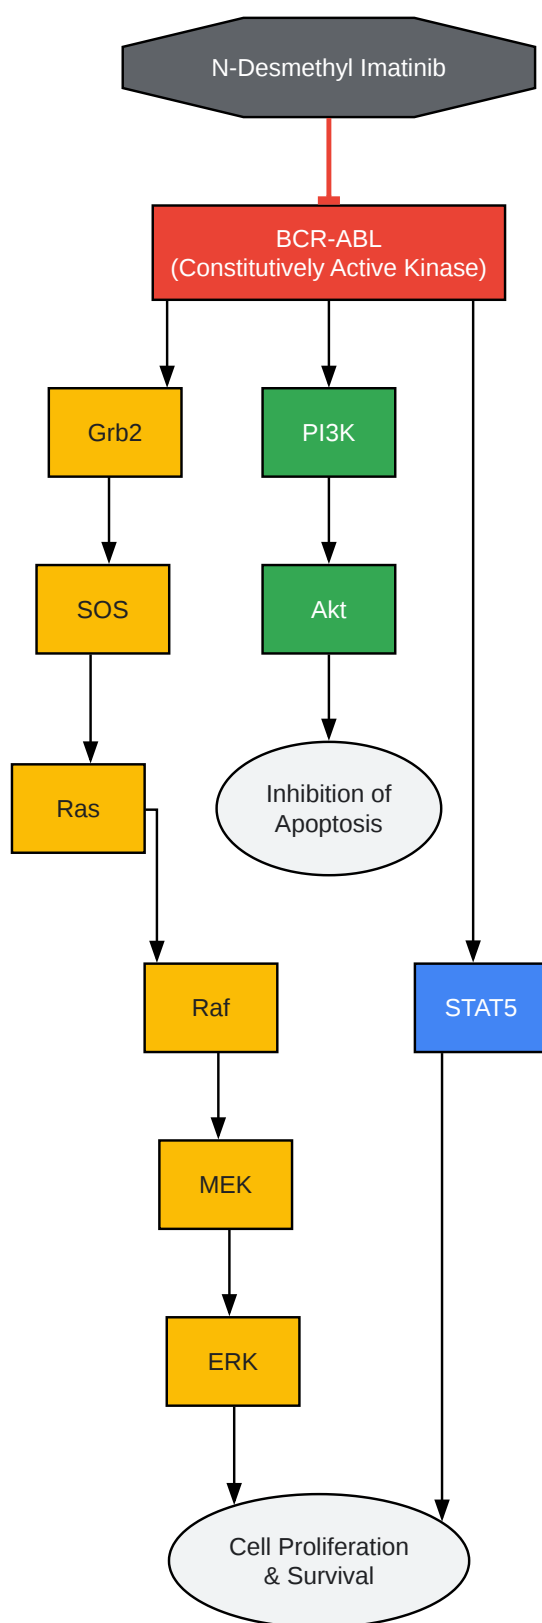 N-Desmethyl Imatinib
BCR-ABL
(Constitutively Active Kinase)
Grb2
PI3K
SOS
Akt
Ras
Inhibition of
Apoptosis
Raf
STAT5
MEK
ERK
Cell Proliferation
& Survival